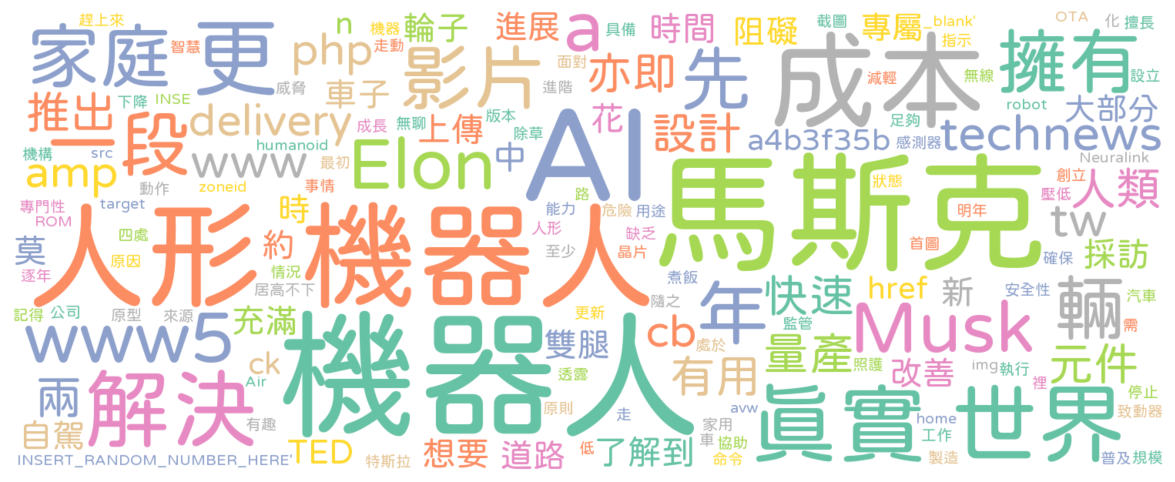 趕上來
家庭
更
智慧
威脅
php
n
機器
走動
輪子
影片
車子
進展
具備
a
面對
進階
時間
亦即
阻礙
先
截圖
專屬
_blank'
指示
成本
減輕
無線
擁有
OTA
化
擅長
設立
推出
下降
INSE
一段
delivery
成長
無聊
上傳
版本
除草
花
設計
a4b3f35b
足夠
感測器
robot
大部分
technews
機構
src
amp
www
humanoid
最初
Elon
中
AI
Neuralink
動作
zoneid
事情
專門性
ROM
target
時
路
能力
危險
用途
馬斯克
狀態
明年
創立
壓低
人類
tw
莫
四處
逐年
原因
人形機器人
約
情況
居高不下
人形
至少
缺乏
晶片
首圖
確保
採訪
煮飯
隨之
年
快速
href
新
安全性
輛
汽車
記得
公司
原型
來源
充滿
更新
監管
需
www5
機器人
雙腿
cb
處於
Musk
量產
元件
ck
Air
透露
有用
照護
改善
img
執行
裡
停止
兩
解決
有趣
原則
走
avw
家用
眞實世界
home
工作
致動器
自駕
INSERT_RANDOM_NUMBER_HERE'
TED
特斯拉
想要
道路
低
了解到
車
協助
命令
製造
普及
規模